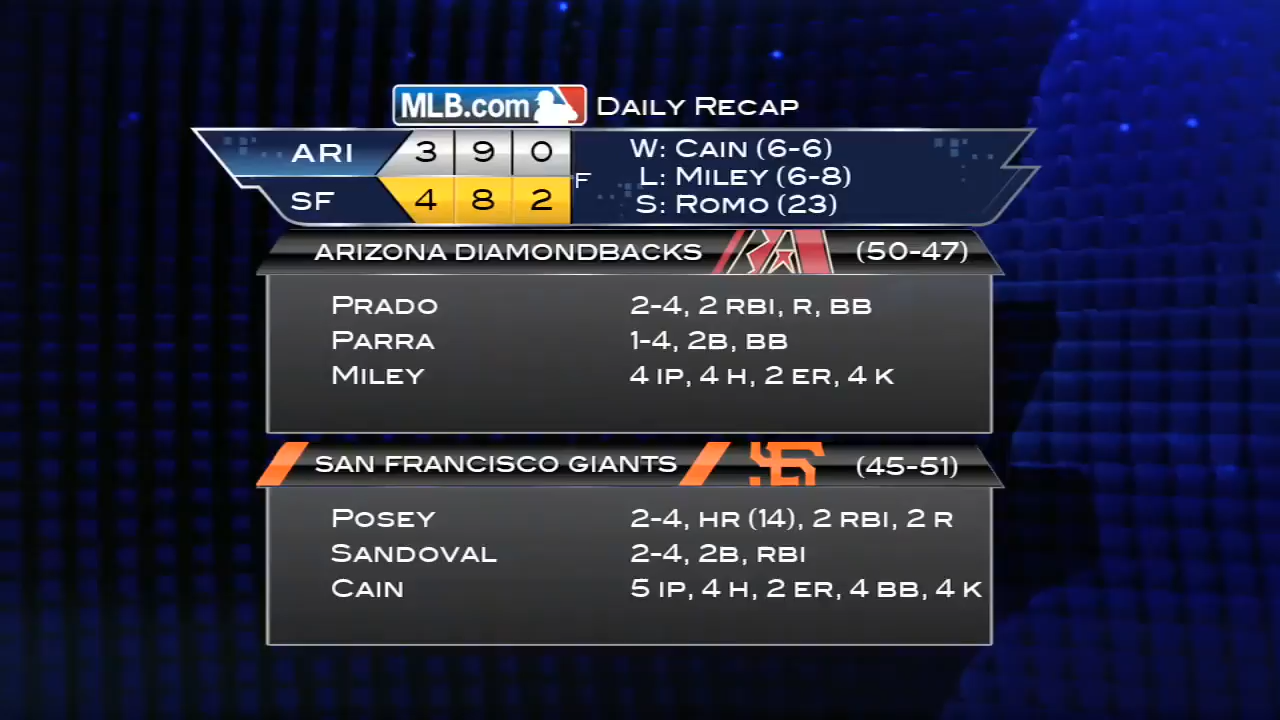 MLB.com DAILY RECAP
ARI 3 9 0
SF 4 8 2
F
W: CAIN (6-6)
L: MILEY (6-8)
S: ROMO (23)
ARIZONA DIAMONDBACKS A (50-47)
PRADO 2-4, 2 RBI, R, BB
PARRA 1-4, 2B, BB
MILEY 4 IP, 4 H, 2 ER, 4 K
SAN FRANCISCO GIANTS SF (45-51)
POSEY 2-4, HR (14), 2 RBI, 2 R
SANDOVAL 2-4, 2B, RBI
CAIN 5 IP, 4 H, 2 ER, 4 BB, 4 K